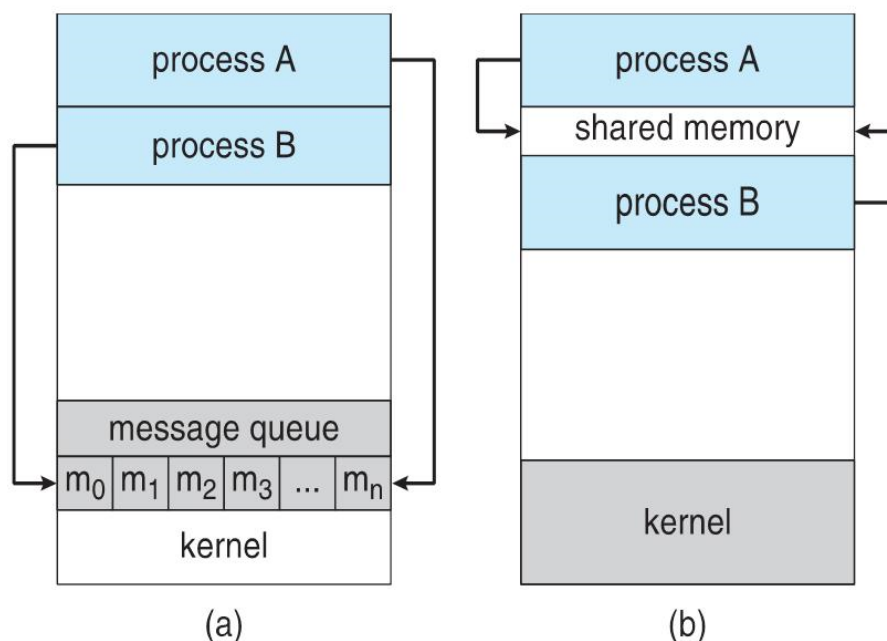 process A
process B
message queue
m0 m1 m2 m3 ... mn
kernel
(a)
process A
shared memory
process B
kernel
(b)